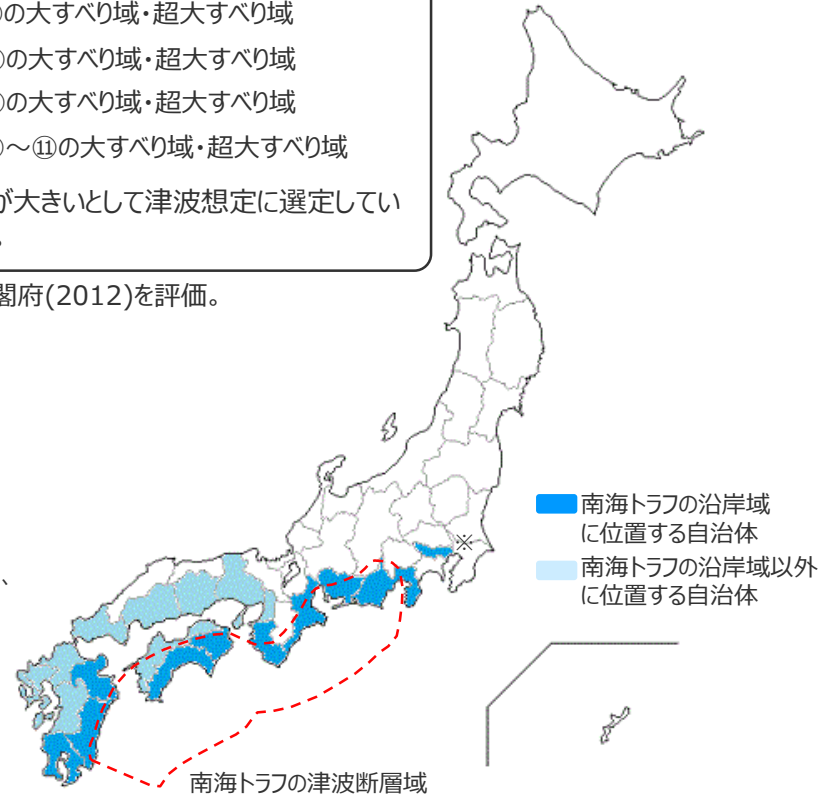 の大すべり域・超大すべり域
の大すべり域・超大すべり域
の大すべり域・超大すべり域
～⑪の大すべり域・超大すべり域
が大きいとして津波想定に選定してい
閣府(2012)を評価。
、
南海トラフの沿岸域
に位置する自治体
※
南海トラフの沿岸域以外
に位置する自治体
南海トラフの津波断層域